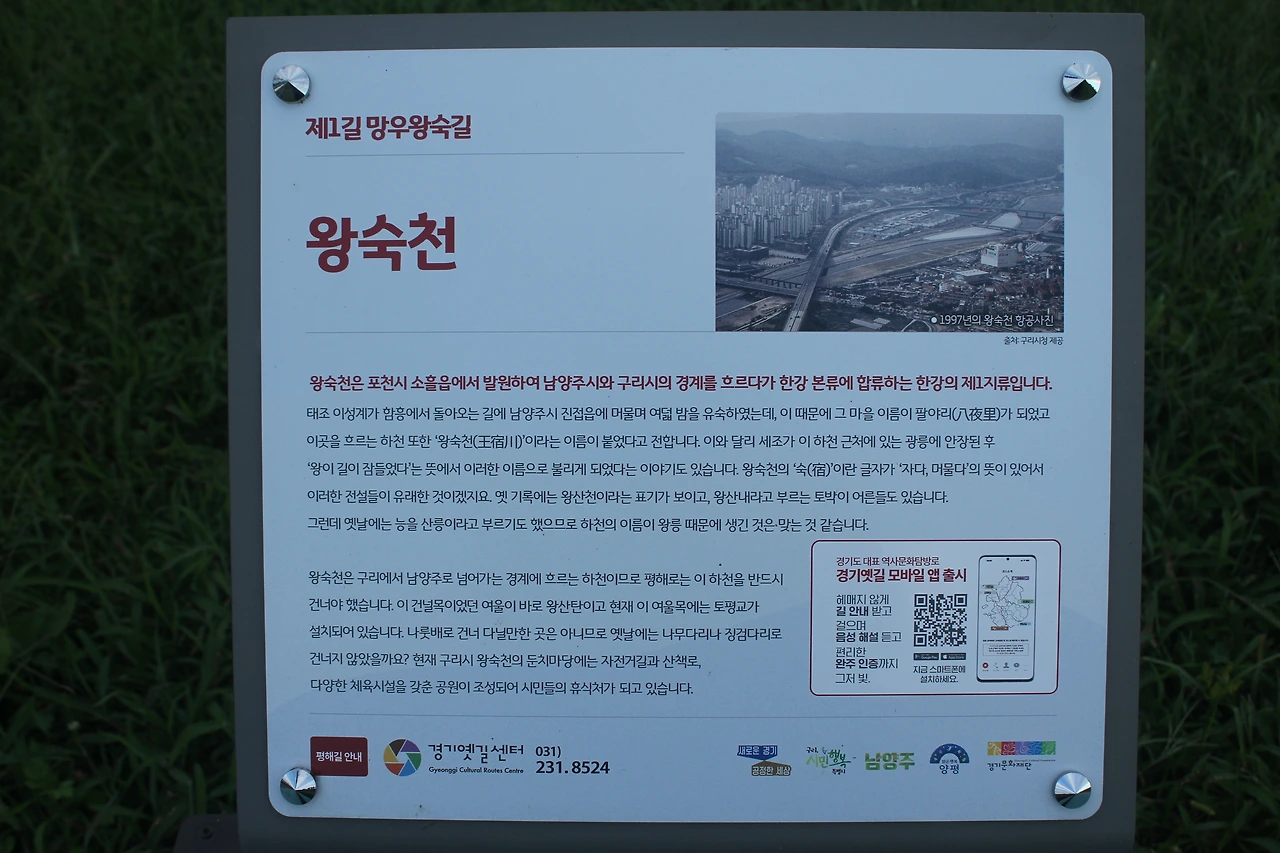 제1길 망우왕숙길
왕숙천
1997년의 왕숙천 항공사진
출처: 구리시청 제공
왕숙천은 포천시 소흘읍에서 발원하여 남양주시와 구리시의 경계를 흐르다가 한강 본류에 합류하는 한강의 제1지류입니다.
태조 이성계가 함흥에서 돌아오는 길에 남양주시 진접읍에 머물며 여덟 밤을 유숙하였는데, 이 때문에 그 마을 이름이 팔야리(八夜里)가 되었고
이곳을 흐르는 하천 또한 '왕숙천(王宿川)'이라는 이름이 붙었다고 전합니다. 이와 달리 세조가 이 하천 근처에 있는 광릉에 안장된 후
'왕이 길이 잠들었다'는 뜻에서 이러한 이름으로 불리게 되었다는 이야기도 있습니다. 왕숙천의 '숙(宿)'이란 글자가 '자다, 머물다'의 뜻이 있어서
이러한 전설들이 유래한 것이겠지요. 옛 기록에는 왕산천이라는 표기가 보이고, 왕산내라고 부르는 토박이 어른들도 있습니다.
그런데 옛날에는 능을 산릉이라고 부르기도 했으므로 하천의 이름이 왕릉 때문에 생긴 것은 맞는 것 같습니다.
왕숙천은 구리에서 남양주로 넘어가는 경계에 흐르는 하천이므로 평해로는 이 하천을 반드시
건너야 했습니다. 이 건널목이었던 여울이 바로 왕산탄이고 현재 이 여울목에는 토평교가
설치되어 있습니다. 나룻배로 건너 다닐만한 곳은 아니므로 옛날에는 나무다리나 징검다리로
건너지 않았을까요? 현재 구리시 왕숙천의 둔치마당에는 자전거길과 산책로,
다양한 체육시설을 갖춘 공원이 조성되어 시민들의 휴식처가 되고 있습니다.
경기도 대표 역사문화탐방로
경기옛길 모바일 앱 출시
헤매지 않게
길 안내 받고
걸으며
음성 해설 듣고
편리한
완주 인증까지
그저 빛.
지금 스마트폰에
설치하세요.
평해길 안내
경기옛길센터
Gyeonggi Cultural Routes Centre
031)
231.8524
새로운 경기
공정한 세상
구리,
시민행복
특별시
남양주
양평
경기문화재단